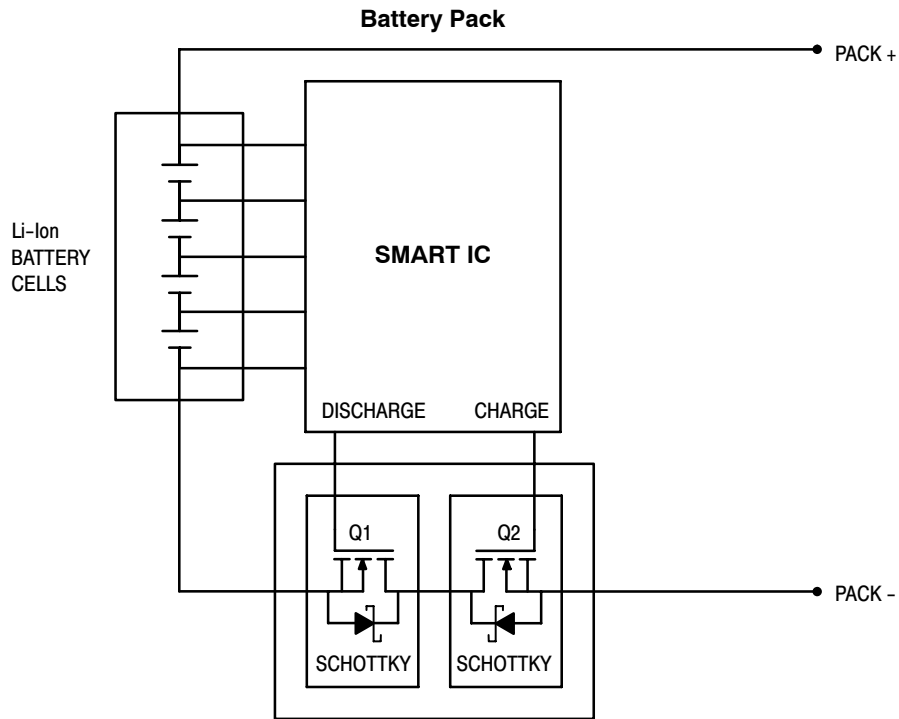 Battery Pack
PACK +
Li–Ion
BATTERY
CELLS
SMART IC
DISCHARGE
CHARGE
Q1
Q2
SCHOTTKY
SCHOTTKY
PACK –